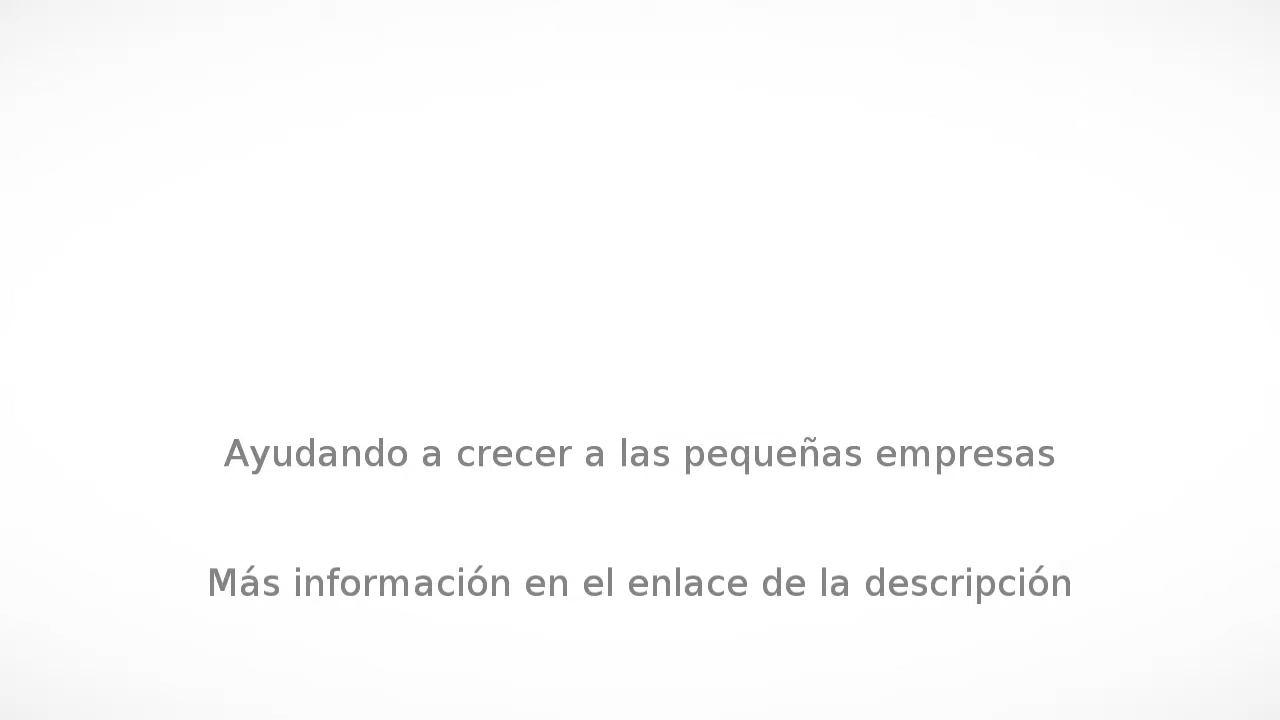 Ayudando a crecer a las pequeñas empresas
Más información en el enlace de la descripción